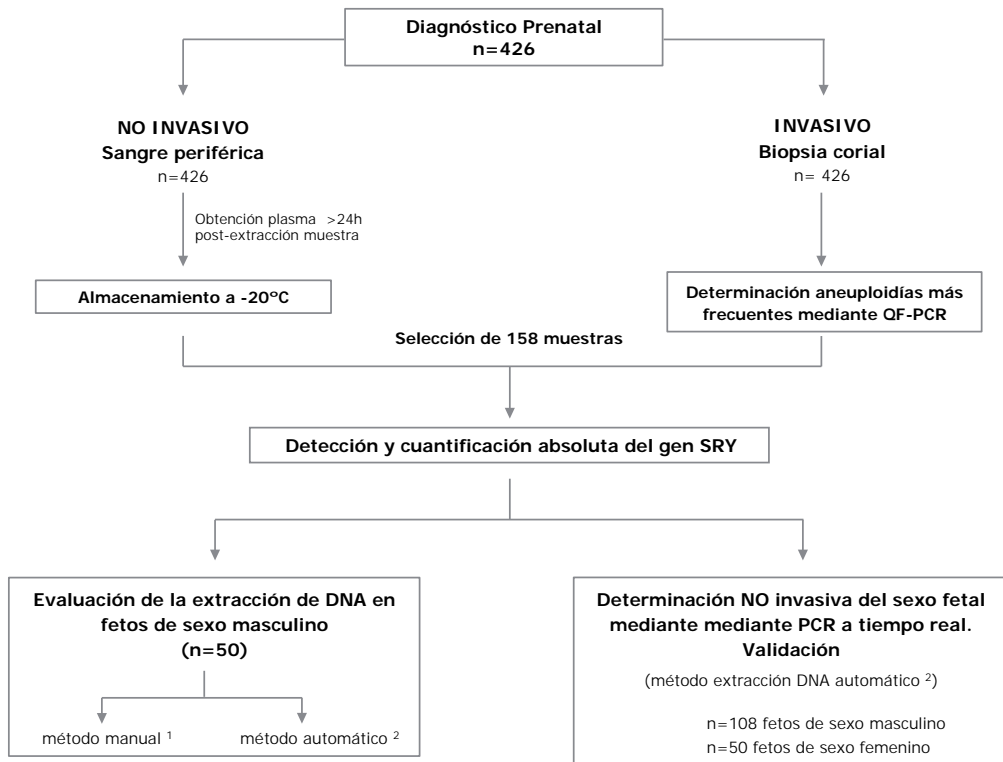 Diagnóstico Prenatal
n=426
NO INVASIVO
Sangre periférica
n=426
INVASIVO
Biopsia corial
n= 426
Obtención plasma >24h
post-extracción muestra
Almacenamiento a -20ºC
Determinación aneuploidías más
frecuentes mediante QF-PCR
Selección de 158 muestras
Detección y cuantificación absoluta del gen SRY
Evaluación de la extracción de DNA en
fetos de sexo masculino
(n=50)
método manual ¹
método automático ²
Determinación NO invasiva del sexo fetal
mediante mediante PCR a tiempo real.
Validación
(método extracción DNA automático ²)
n=108 fetos de sexo masculino
n=50 fetos de sexo femenino